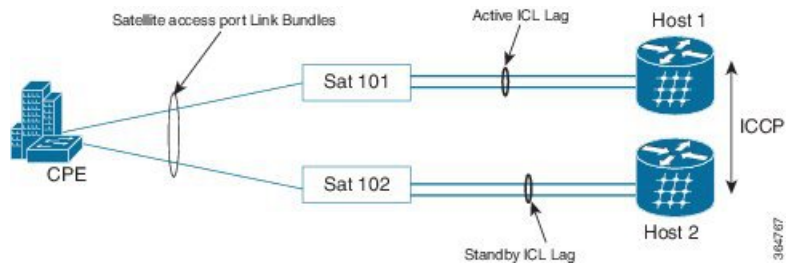 Satellite access port Link Bundles
Active ICL Lag
Host 1
Sat 101
ICCP
CPE
Sat 102
Host 2
Standby ICL Lag
364767